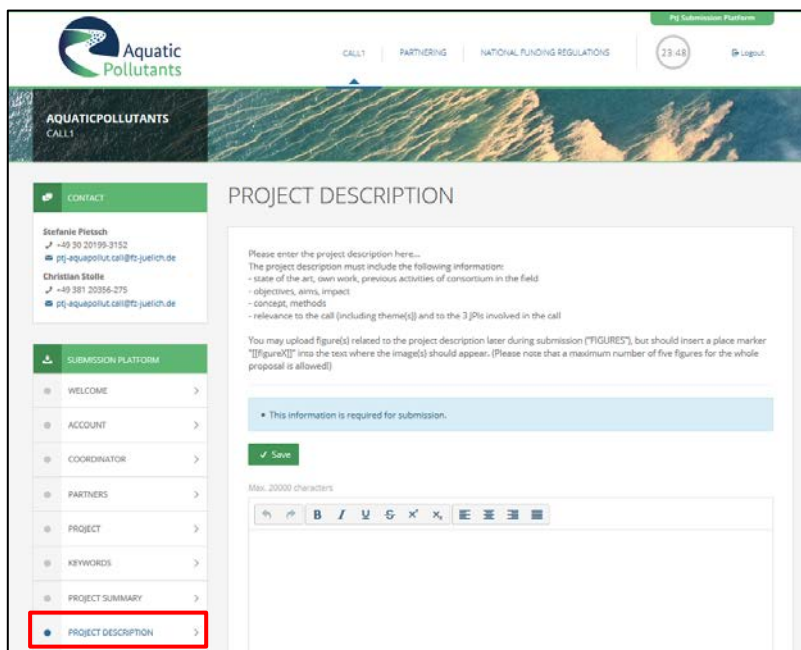 PtJ Submission Platform
Aquatic
Pollutants
CALL1
PARTNERING
NATIONAL FUNDING REGULATIONS
23:48
Logout
AQUATICPOLLUTANTS
CALL1
CONTACT
Stefanie Pietsch
+49 30 20199-3152
ptj-aquapollut.call@fz-juelich.de
Christian Stolle
+49 381 20356-275
ptj-aquapollut.call@fz-juelich.de
SUBMISSION PLATFORM
WELCOME
ACCOUNT
COORDINATOR
PARTNERS
PROJECT
KEYWORDS
PROJECT SUMMARY
PROJECT DESCRIPTION
PROJECT DESCRIPTION
Please enter the project description here...
The project description must include the following information:
- state of the art, own work, previous activities of consortium in the field
- objectives, aims, impact
- concept, methods
- relevance to the call (including theme(s)) and to the 3 JPIs involved in the call
You may upload figure(s) related to the project description later during submission ("FIGURES"), but should insert a place marker
"[[figureX]]" into the text where the image(s) should appear. (Please note that a maximum number of five figures for the whole
proposal is allowed!)
This information is required for submission.
Save
Max. 20000 characters
B I U S x² x₂